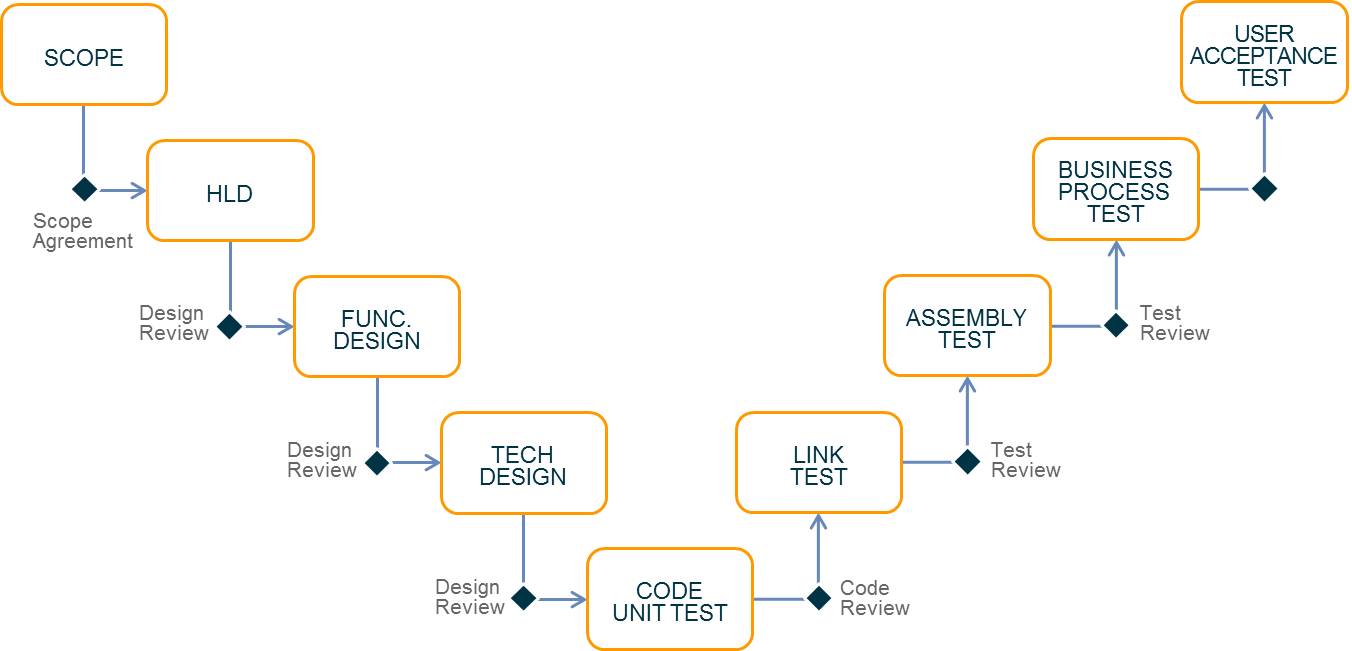 SCOPE
Scope
Agreement
HLD
Design
Review
FUNC.
DESIGN
Design
Review
TECH
DESIGN
Design
Review
CODE
UNIT TEST
Code
Review
LINK
TEST
Test
Review
ASSEMBLY
TEST
Test
Review
BUSINESS
PROCESS
TEST
USER
ACCEPTANCE
TEST